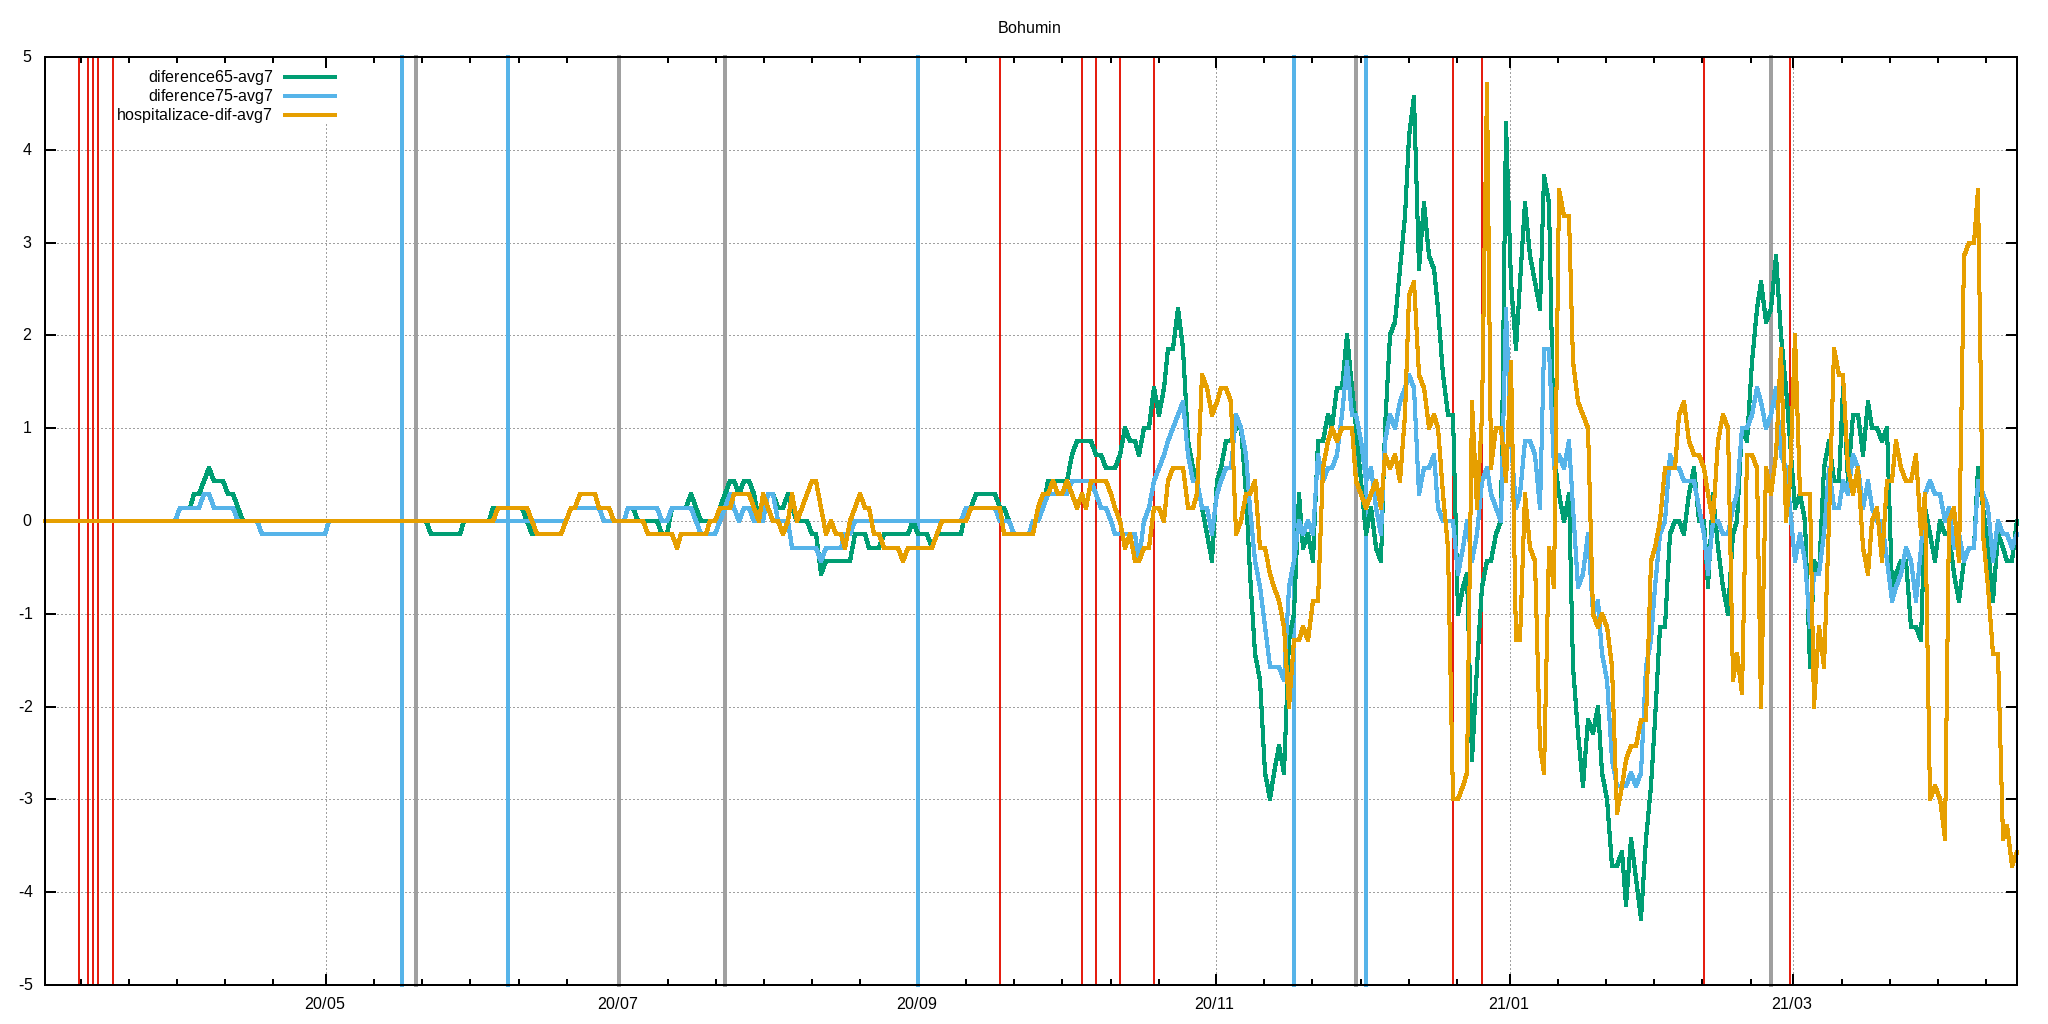 Bohumin
diference65-avg7
diference75-avg7
hospitalizace-dif-avg7
5
4
3
2
1
0
-1
-2
-3
-4
-5
20/05 20/07 20/09 20/11 21/01 21/03